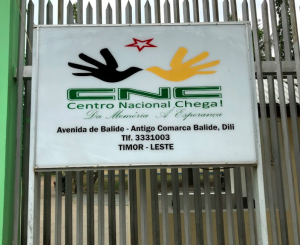 CNC
Centro Nacional Chega!
Da Memória À Esperança
Avenida de Balide - Antigo Comarca Balide, Dili
Tlf. 3331003
TIMOR - LESTE